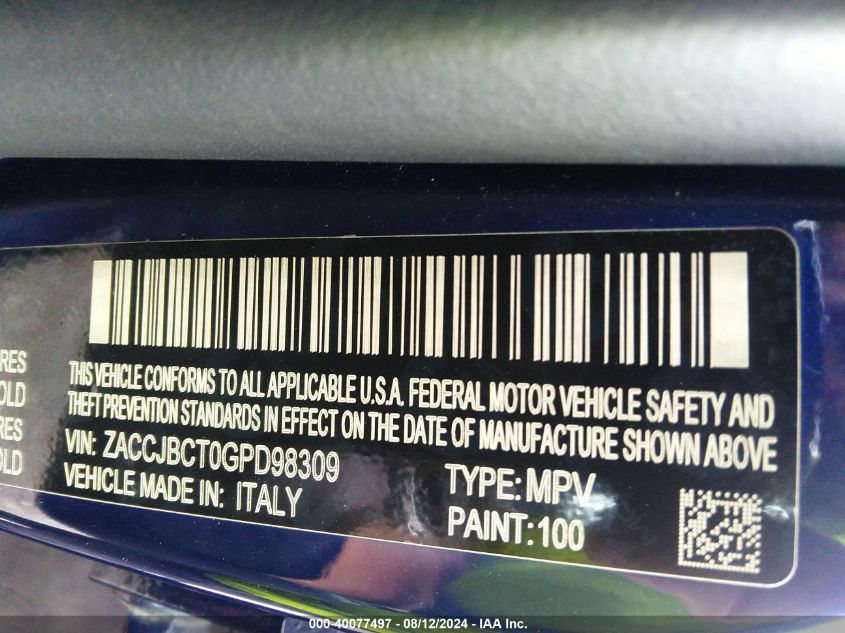 RES
OLD
RES
OLD
THIS VEHICLE CONFORMS TO ALL APPLICABLE U.S.A. FEDERAL MOTOR VEHICLE SAFETY AND
THEFT PREVENTION STANDARDS IN EFFECT ON THE DATE OF MANUFACTURE SHOWN ABOVE
VIN: ZACCJBCT0GPD98309
VEHICLE MADE IN: ITALY
TYPE: MPV
PAINT: 100
000-40077497 - 08/12/2024 - IAA Inc.